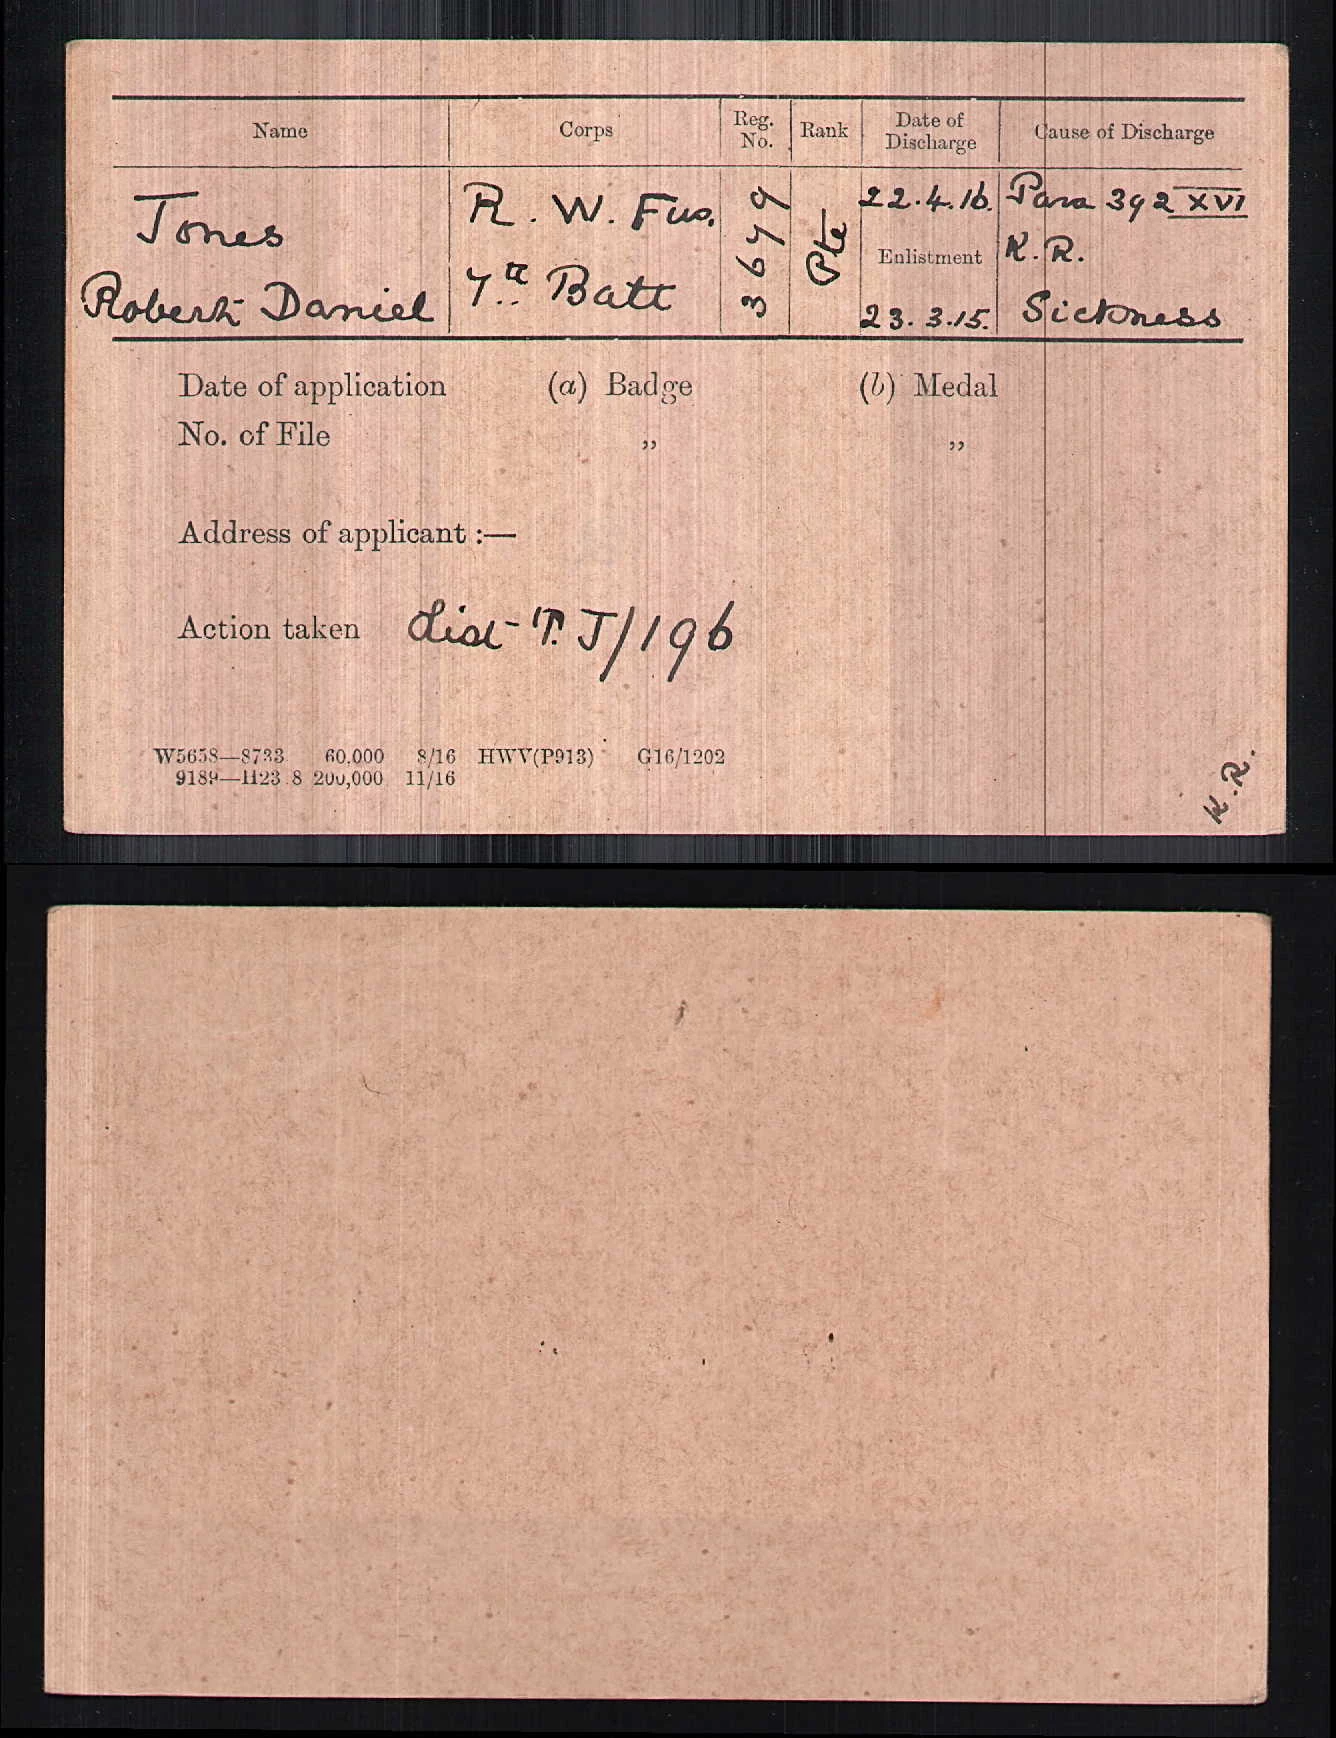 Name Corps Reg. No. Rank Date of Discharge Cause of Discharge
Jones R. W. Fus. 3679 Pte 22.4.16. Para 392 XVI
Enlistment K.R.
Robert Daniel 7th Batt 23.3.15. Sickness
Date of application (a) Badge (b) Medal
No. of File „ „
Address of applicant :—
Action taken List T.J/196
W5658—8733 60,000 8/16 HWV(P913) G16/1202
9189—H23 8 200,000 11/16
K.R.